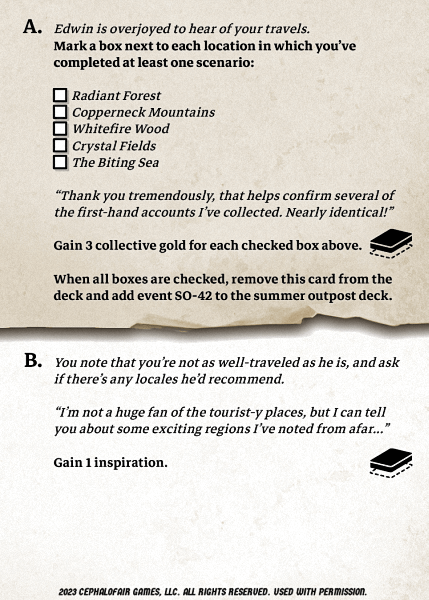 A. Edwin is overjoyed to hear of your travels.
Mark a box next to each location in which you’ve
completed at least one scenario:
Radiant Forest
Copperneck Mountains
Whitefire Wood
Crystal Fields
The Biting Sea
“Thank you tremendously, that helps confirm several of
the first-hand accounts I’ve collected. Nearly identical!”
Gain 3 collective gold for each checked box above.
When all boxes are checked, remove this card from the
deck and add event SO-42 to the summer outpost deck.
B. You note that you’re not as well-traveled as he is, and ask
if there’s any locales he’d recommend.
“I’m not a huge fan of the tourist-y places, but I can tell
you about some exciting regions I’ve noted from afar...”
Gain 1 inspiration.
2023 CEPHALOFAIR GAMES, LLC. ALL RIGHTS RESERVED. USED WITH PERMISSION.